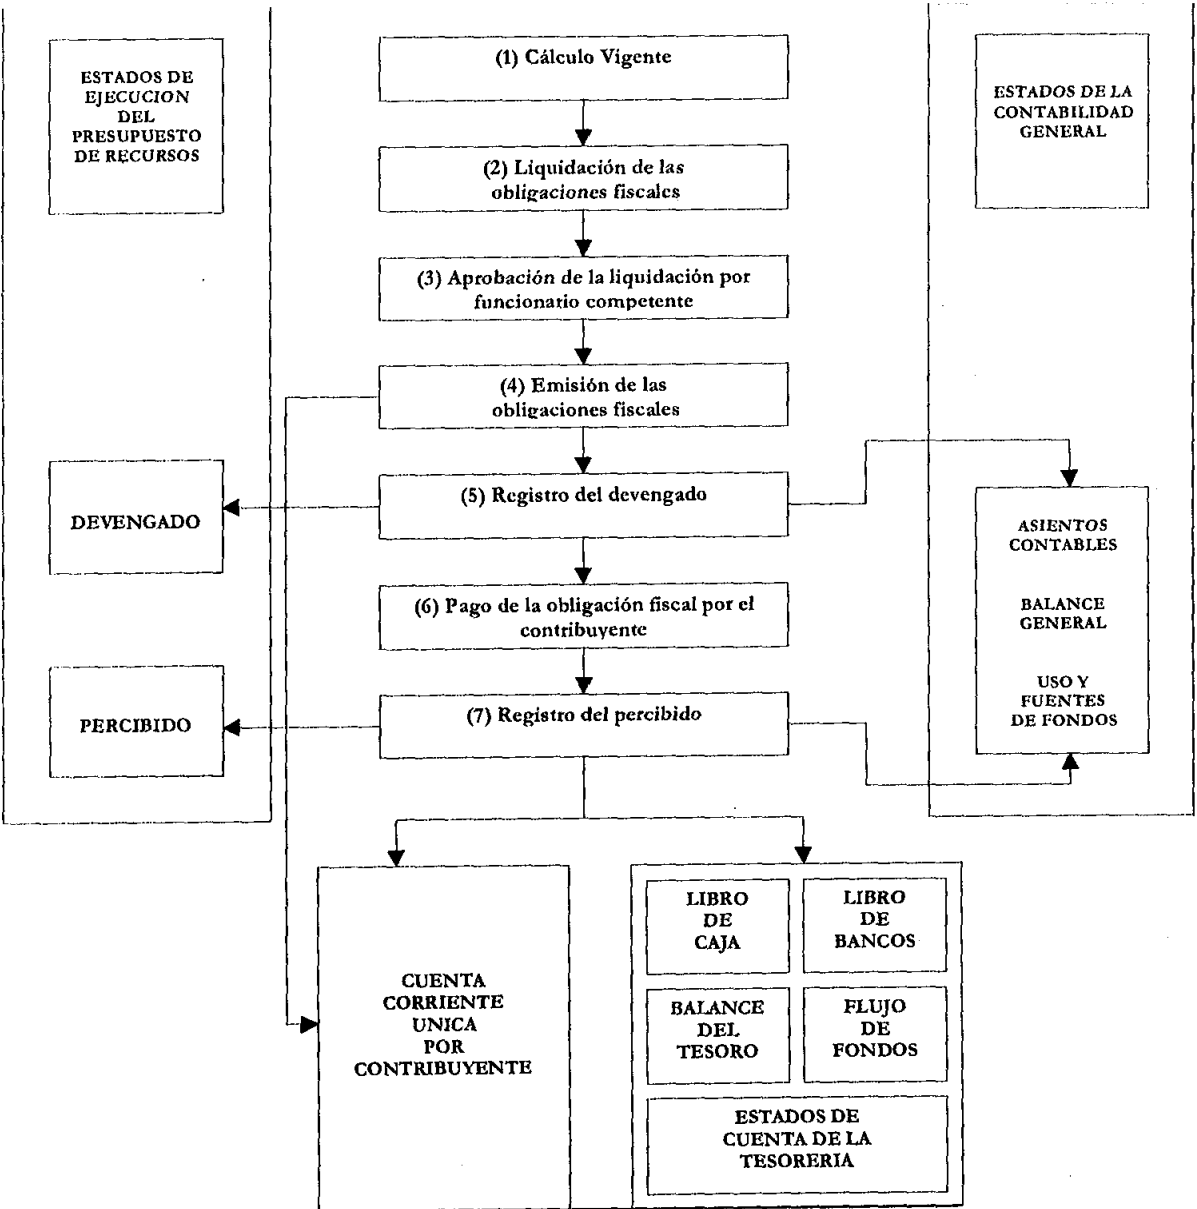 ESTADOS DE
EJECUCION
DEL
PRESUPUESTO
DE RECURSOS
(1) Cálculo Vigente
ESTADOS DE LA
CONTABILIDAD
GENERAL
(2) Liquidación de las
obligaciones fiscales
(3) Aprobación de la liquidación por
funcionario competente
(4) Emisión de las
obligaciones fiscales
DEVENGADO
(5) Registro del devengado
ASIENTOS
CONTABLES
BALANCE
GENERAL
USO Y
FUENTES
DE FONDOS
(6) Pago de la obligación fiscal por el
contribuyente
PERCIBIDO
(7) Registro del percibido
CUENTA
CORRIENTE
UNICA
POR
CONTRIBUYENTE
LIBRO
DE
CAJA
LIBRO
DE
BANCOS
BALANCE
DEL
TESORO
FLUJO
DE
FONDOS
ESTADOS DE
CUENTA DE LA
TESORERIA